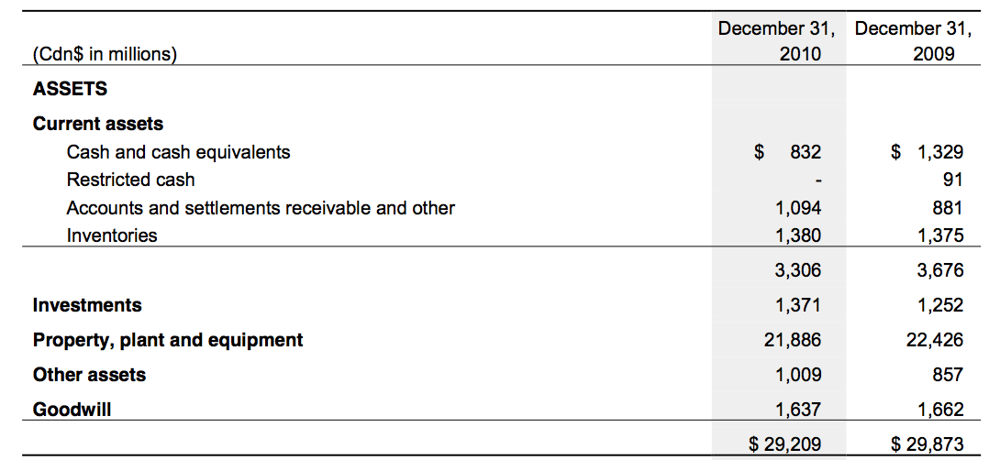 December 31, December 31,
(Cdn$ in millions) 2010 2009
ASSETS
Current assets
Cash and cash equivalents $ 832 $ 1,329
Restricted cash - 91
Accounts and settlements receivable and other 1,094 881
Inventories 1,380 1,375
3,306 3,676
Investments 1,371 1,252
Property, plant and equipment 21,886 22,426
Other assets 1,009 857
Goodwill 1,637 1,662
$ 29,209 $ 29,873